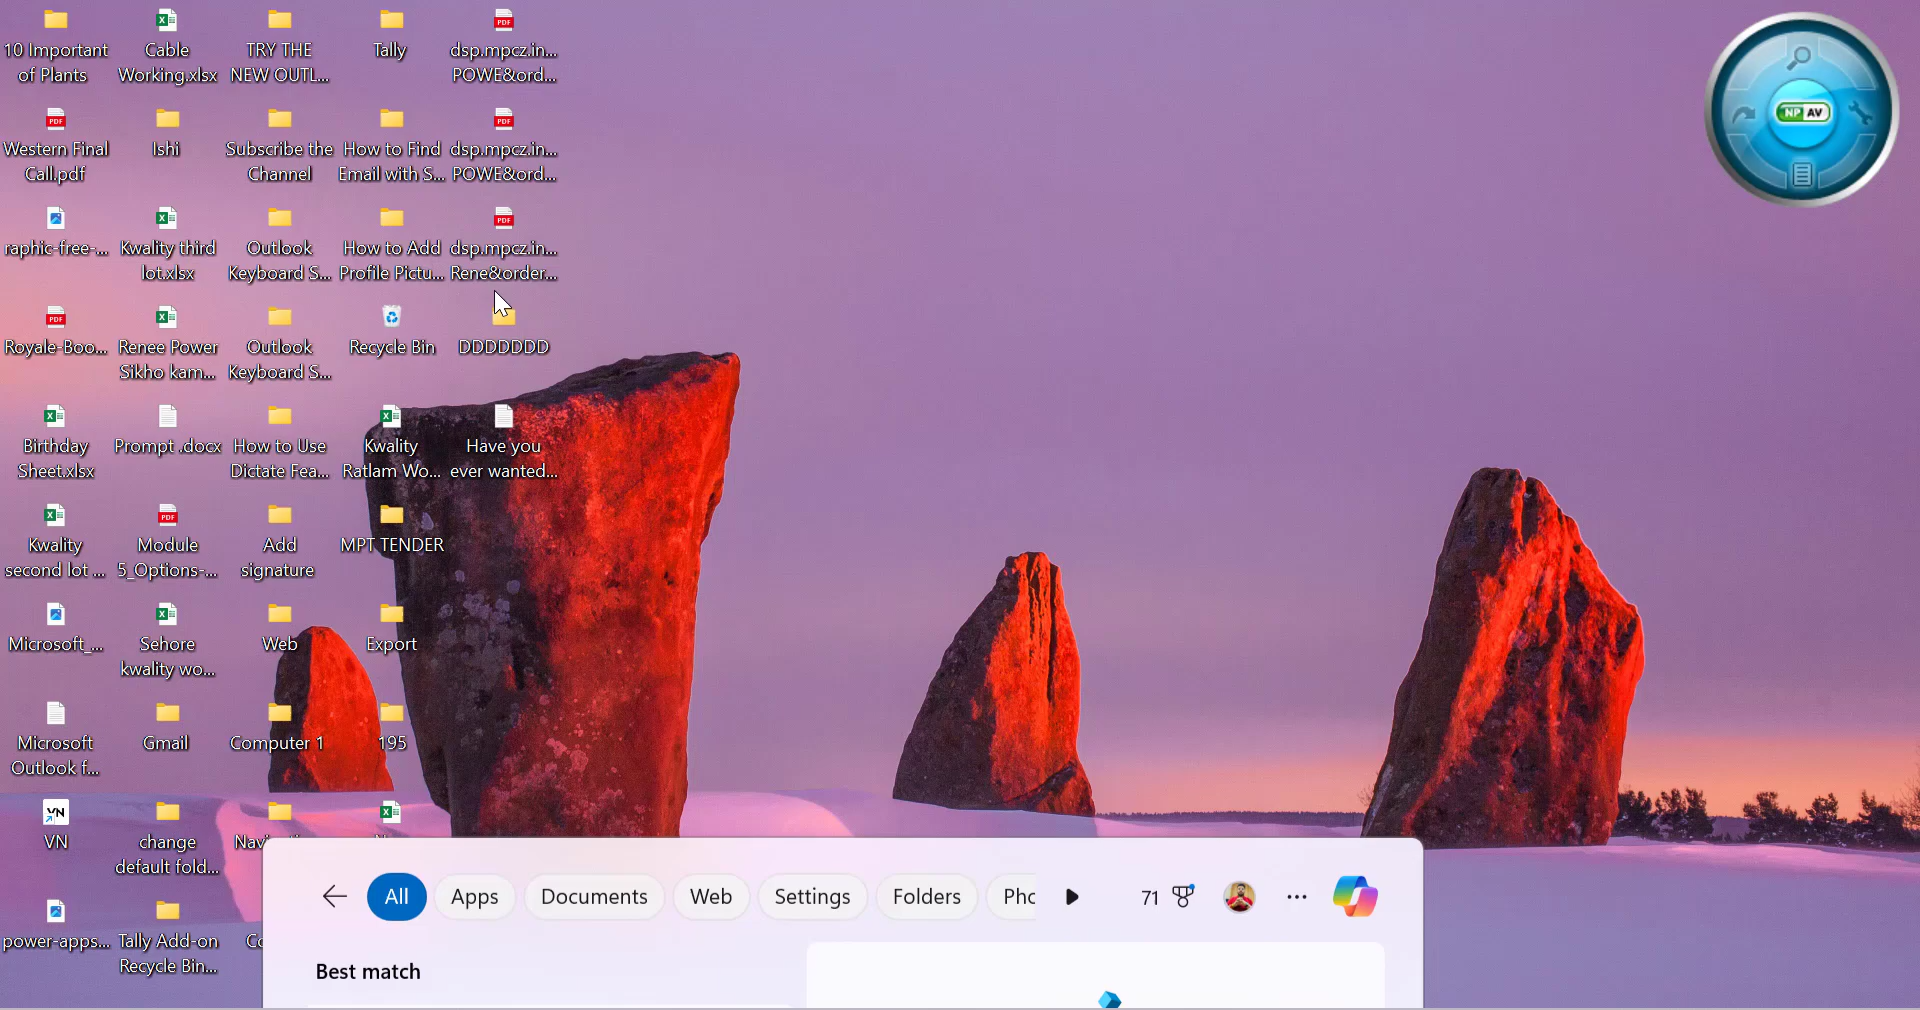 10 Important
of Plants
Cable
Working.xlsx
TRY THE
NEW OUTL...
Tally
dsp.mpcz.in...
POWE&ord...
Western Final
Call.pdf
Ishi
Subscribe the
Channel
How to Find
Email with S...
dsp.mpcz.in...
POWE&ord...
raphic-free-...
Kwality third
lot.xlsx
Outlook
Keyboard S...
How to Add
Profile Pictu...
dsp.mpcz.in...
Rene&order...
Royale-Boo...
Renee Power
Sikho kam...
Outlook
Keyboard S...
Recycle Bin
DDDDDDD
Birthday
Sheet.xlsx
Prompt .docx
How to Use
Dictate Fea...
Kwality
Ratlam Wo...
Have you
ever wanted...
Kwality
second lot ...
Module
5_Options-...
Add
signature
MPT TENDER
Microsoft_...
Sehore
kwality wo...
Web
Export
Microsoft
Outlook f...
Gmail
Computer 1
195
VN
change
default fold...
power-apps...
Tally Add-on
Recycle Bin...
NP AV
All
Apps
Documents
Web
Settings
Folders
Pho
71
Best match